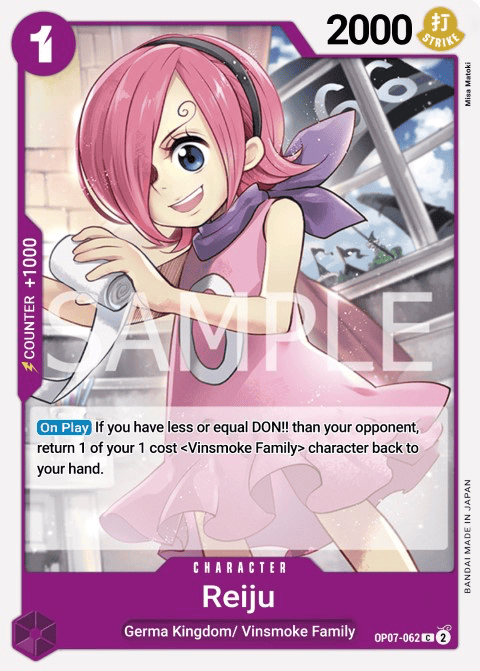 1
2000
打
STRIKE
Misa Matoki
COUNTER +1000
66
SAMPLE
On Play If you have less or equal DON!! than your opponent,
return 1 of your 1 cost <Vinsmoke Family> character back to
your hand.
BANDAI MADE IN JAPAN
CHARACTER
Reiju
Germa Kingdom/ Vinsmoke Family
OP07-062 C 2